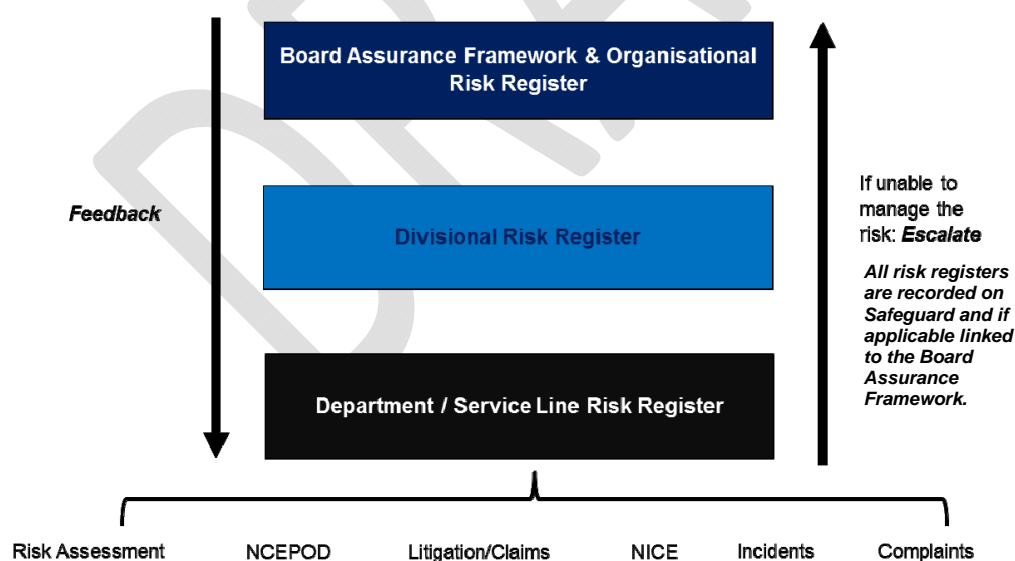 Board Assurance Framework & Organisational
Risk Register
Feedback
Divisional Risk Register
If unable to
manage the
risk: Escalate
All risk registers
are recorded on
Safeguard and if
applicable linked
to the Board
Assurance
Framework.
Department / Service Line Risk Register
Risk Assessment NCEPOD Litigation/Claims NICE Incidents Complaints